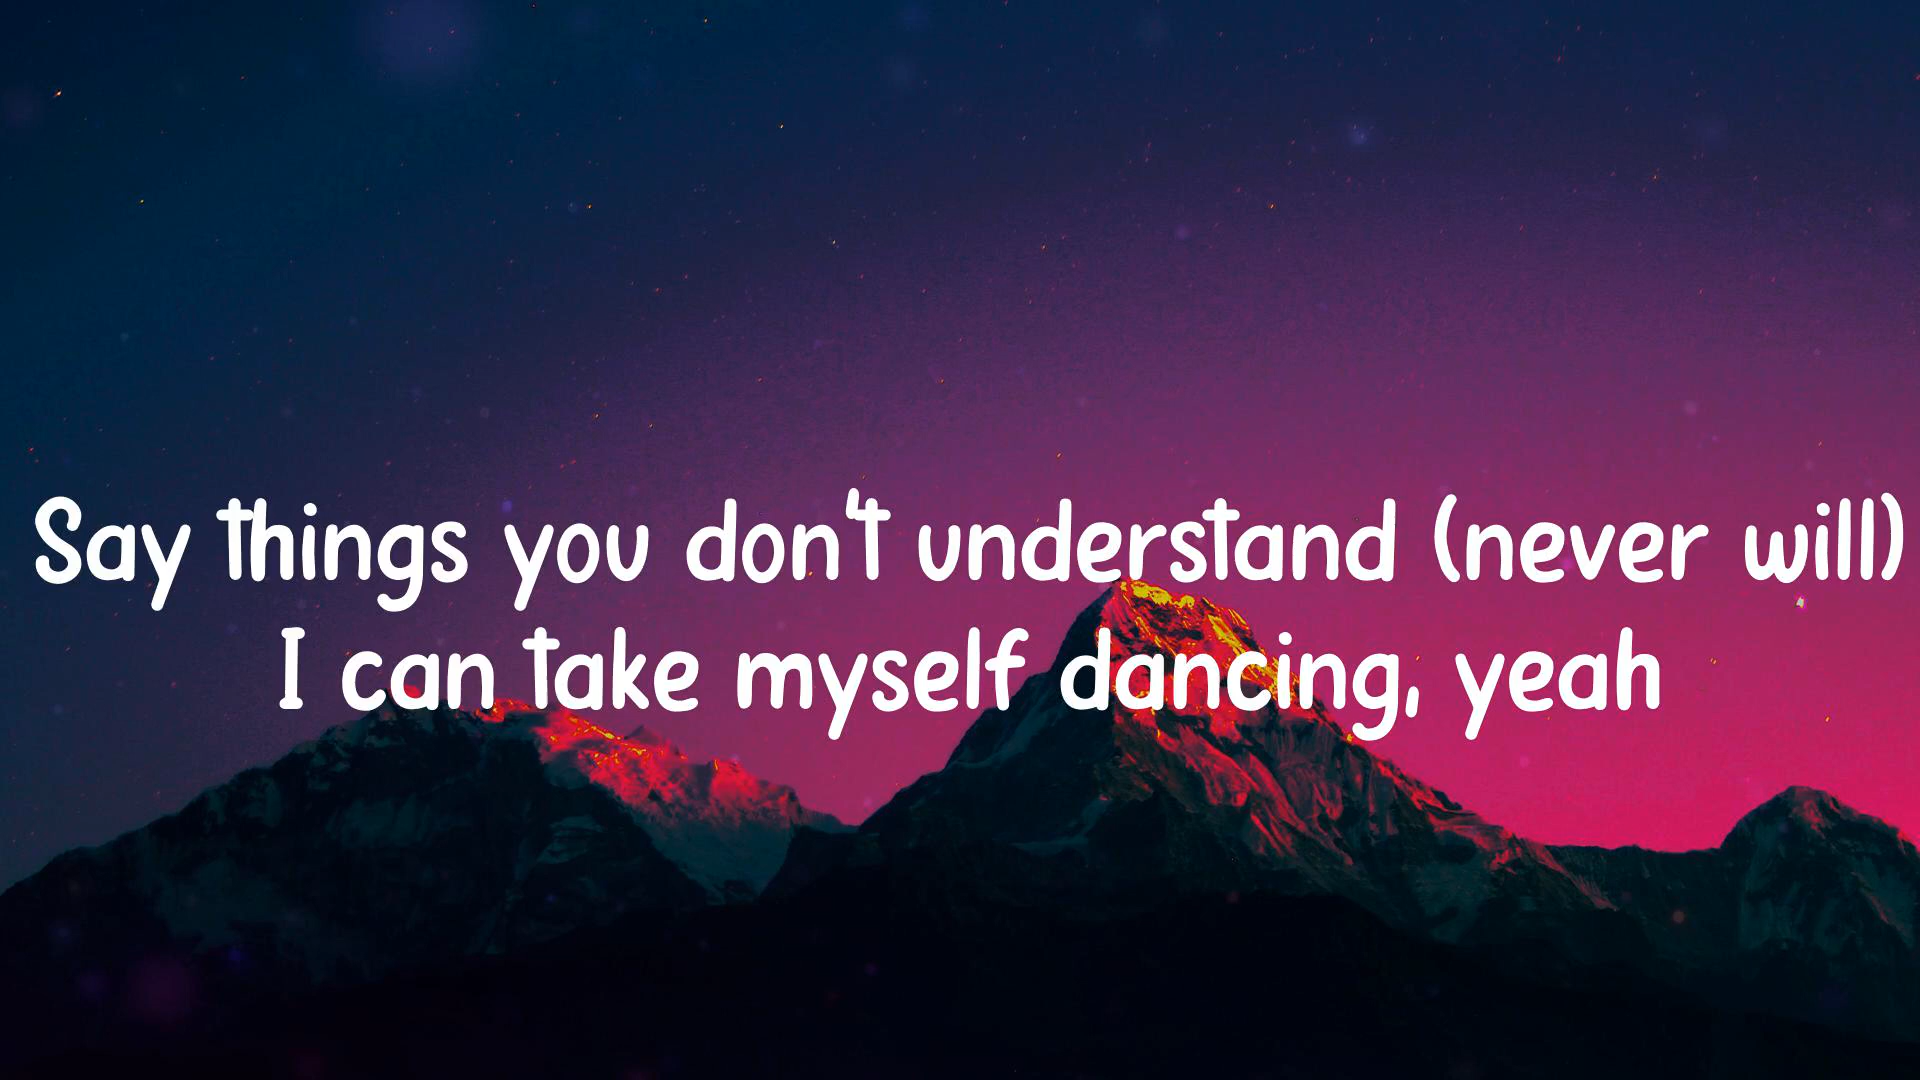 Say things you don't understand (never will)
I can take myself dancing, yeah